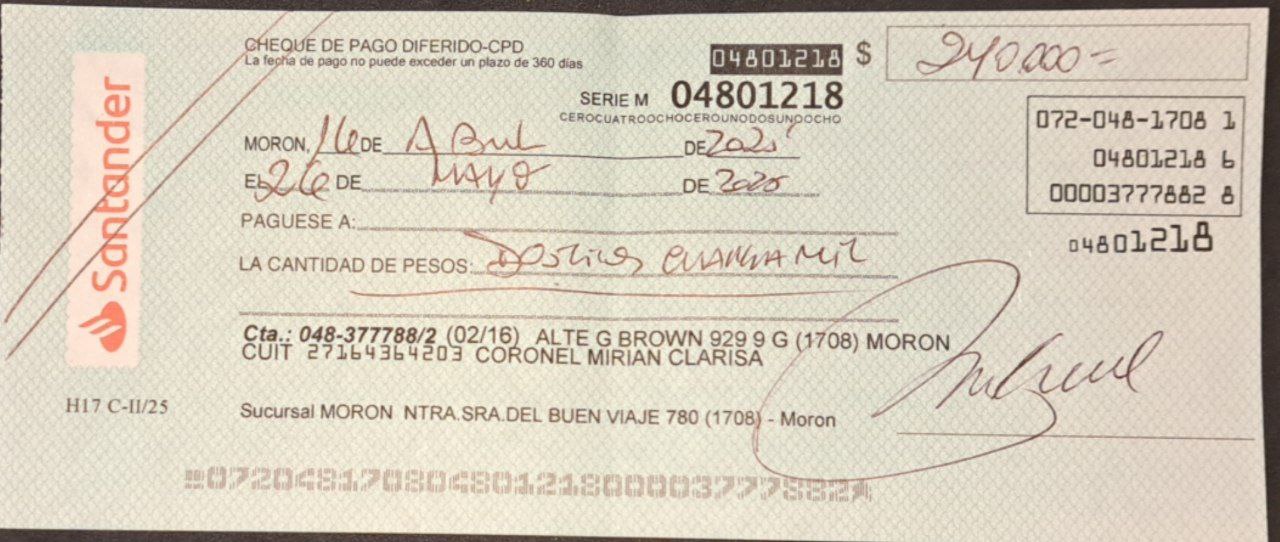 CHEQUE DE PAGO DIFERIDO-CPD
La fecha de pago no puede exceder un plazo de 360 días
04801218 $ 240.000=
SERIE M 04801218
CEROCUATROOCHOCEROUNODOSUNOOCHO
072-048-1708 1
04801218 6
00003777882 8
04801218
MORON, 16 DE Abril DE 2025
EL 26 DE MAYO DE 2025
PAGUESE A:
LA CANTIDAD DE PESOS: Doscientos cuarenta mil
Cta.: 048-377788/2 (02/16) ALTE G BROWN 929 9 G (1708) MORON
CUIT 27164364203 CORONEL MIRIAN CLARISA
Sucursal MORON NTRA.SRA.DEL BUEN VIAJE 780 (1708) - Moron
Santander
H17 C-II/25
07204817080480121800003777882